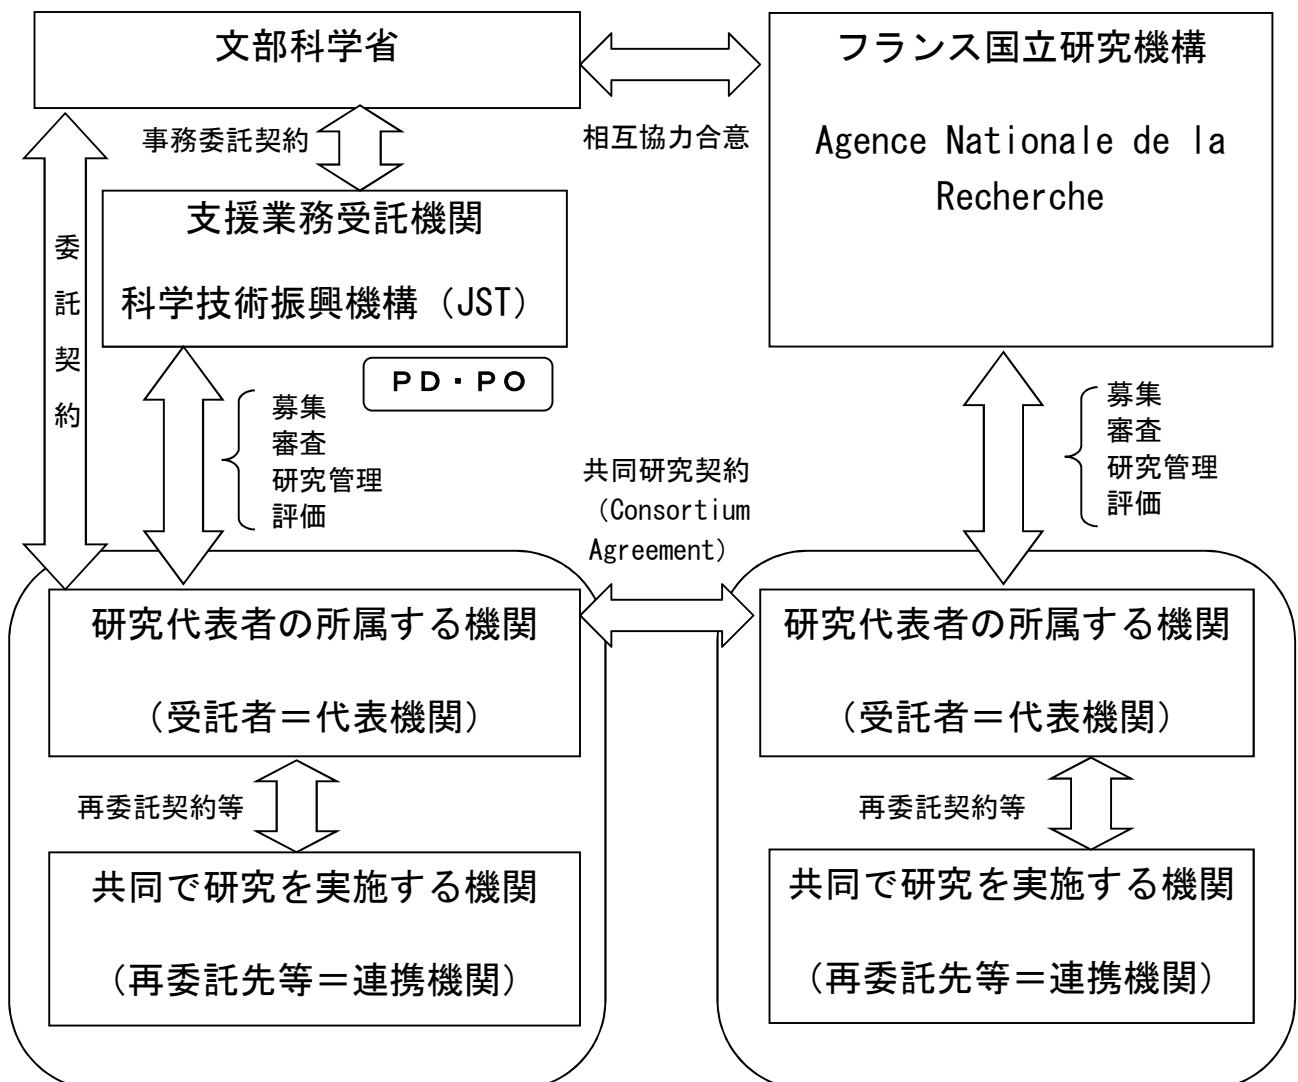 文部科学省
フランス国立研究機構
Agence Nationale de la
Recherche
事務委託契約
相互協力合意
支援業務受託機関
科学技術振興機構（JST）
委託契約
ＰＤ・ＰＯ
募集
審査
研究管理
評価
募集
審査
研究管理
評価
共同研究契約
（Consortium
Agreement）
研究代表者の所属する機関
（受託者＝代表機関）
研究代表者の所属する機関
（受託者＝代表機関）
再委託契約等
再委託契約等
共同で研究を実施する機関
（再委託先等＝連携機関）
共同で研究を実施する機関
（再委託先等＝連携機関）